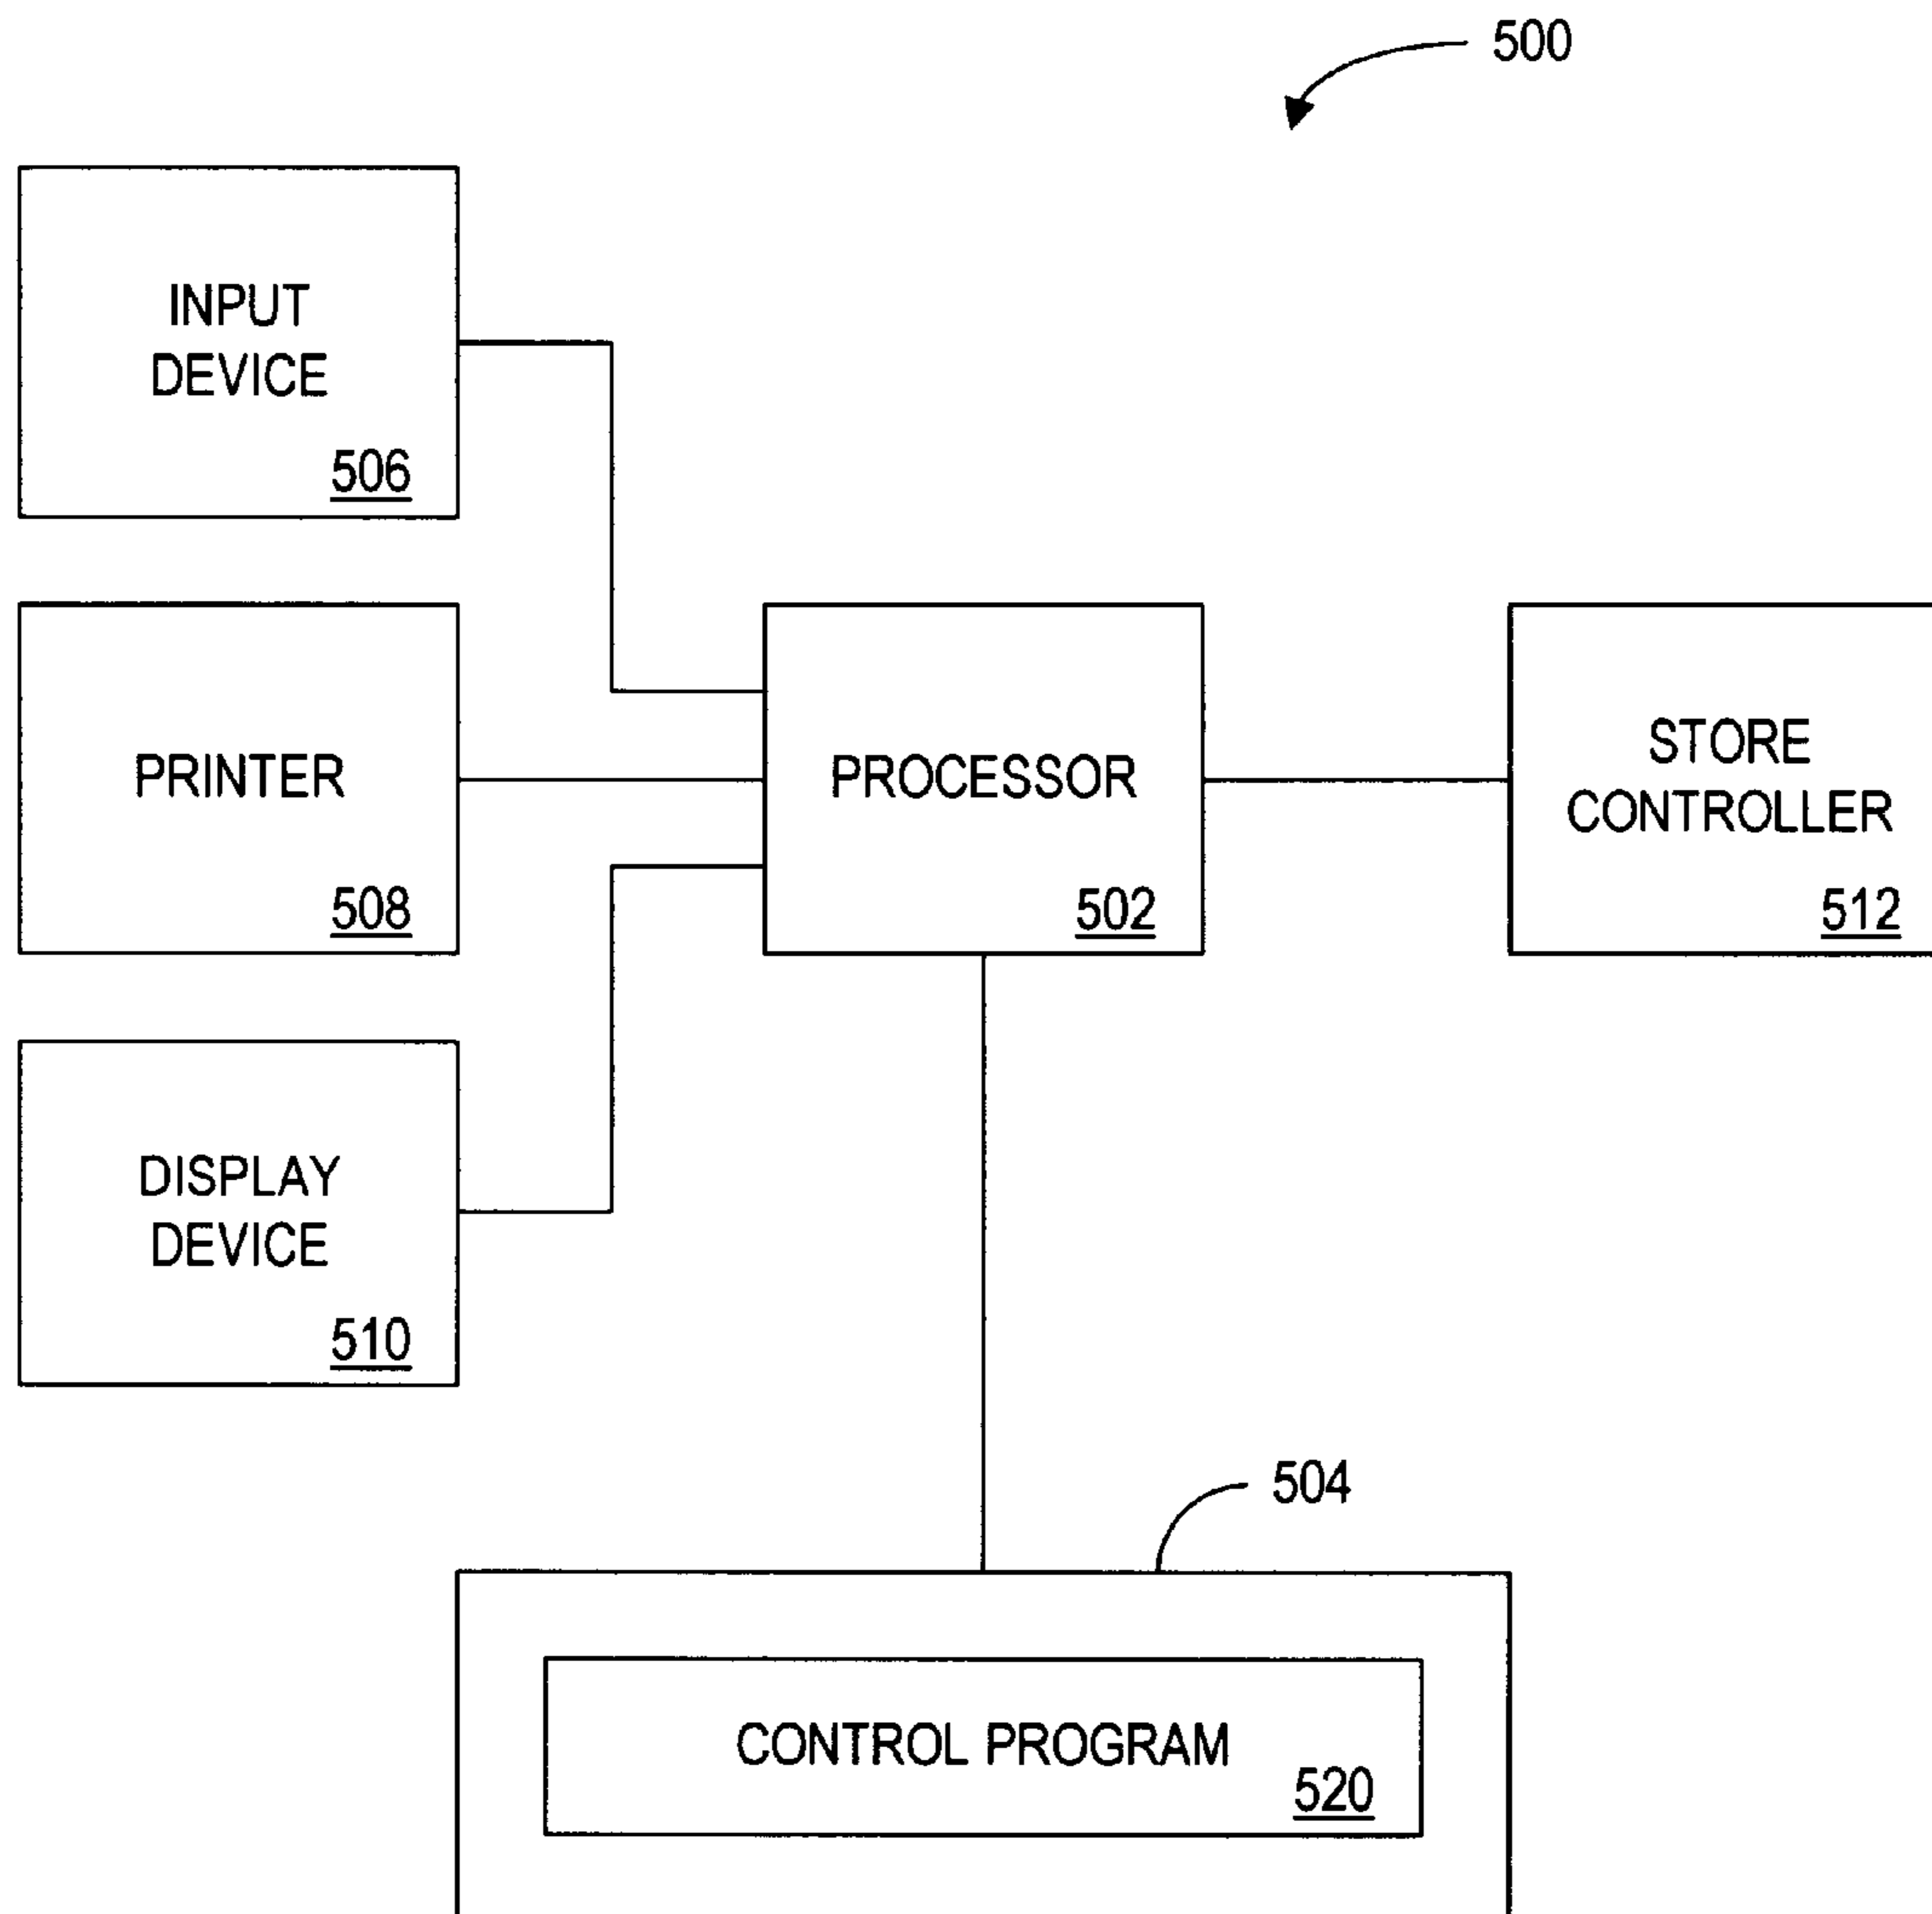 500
INPUT
DEVICE
506
PRINTER
508
PROCESSOR
502
STORE
CONTROLLER
512
DISPLAY
DEVICE
510
504
CONTROL PROGRAM
520